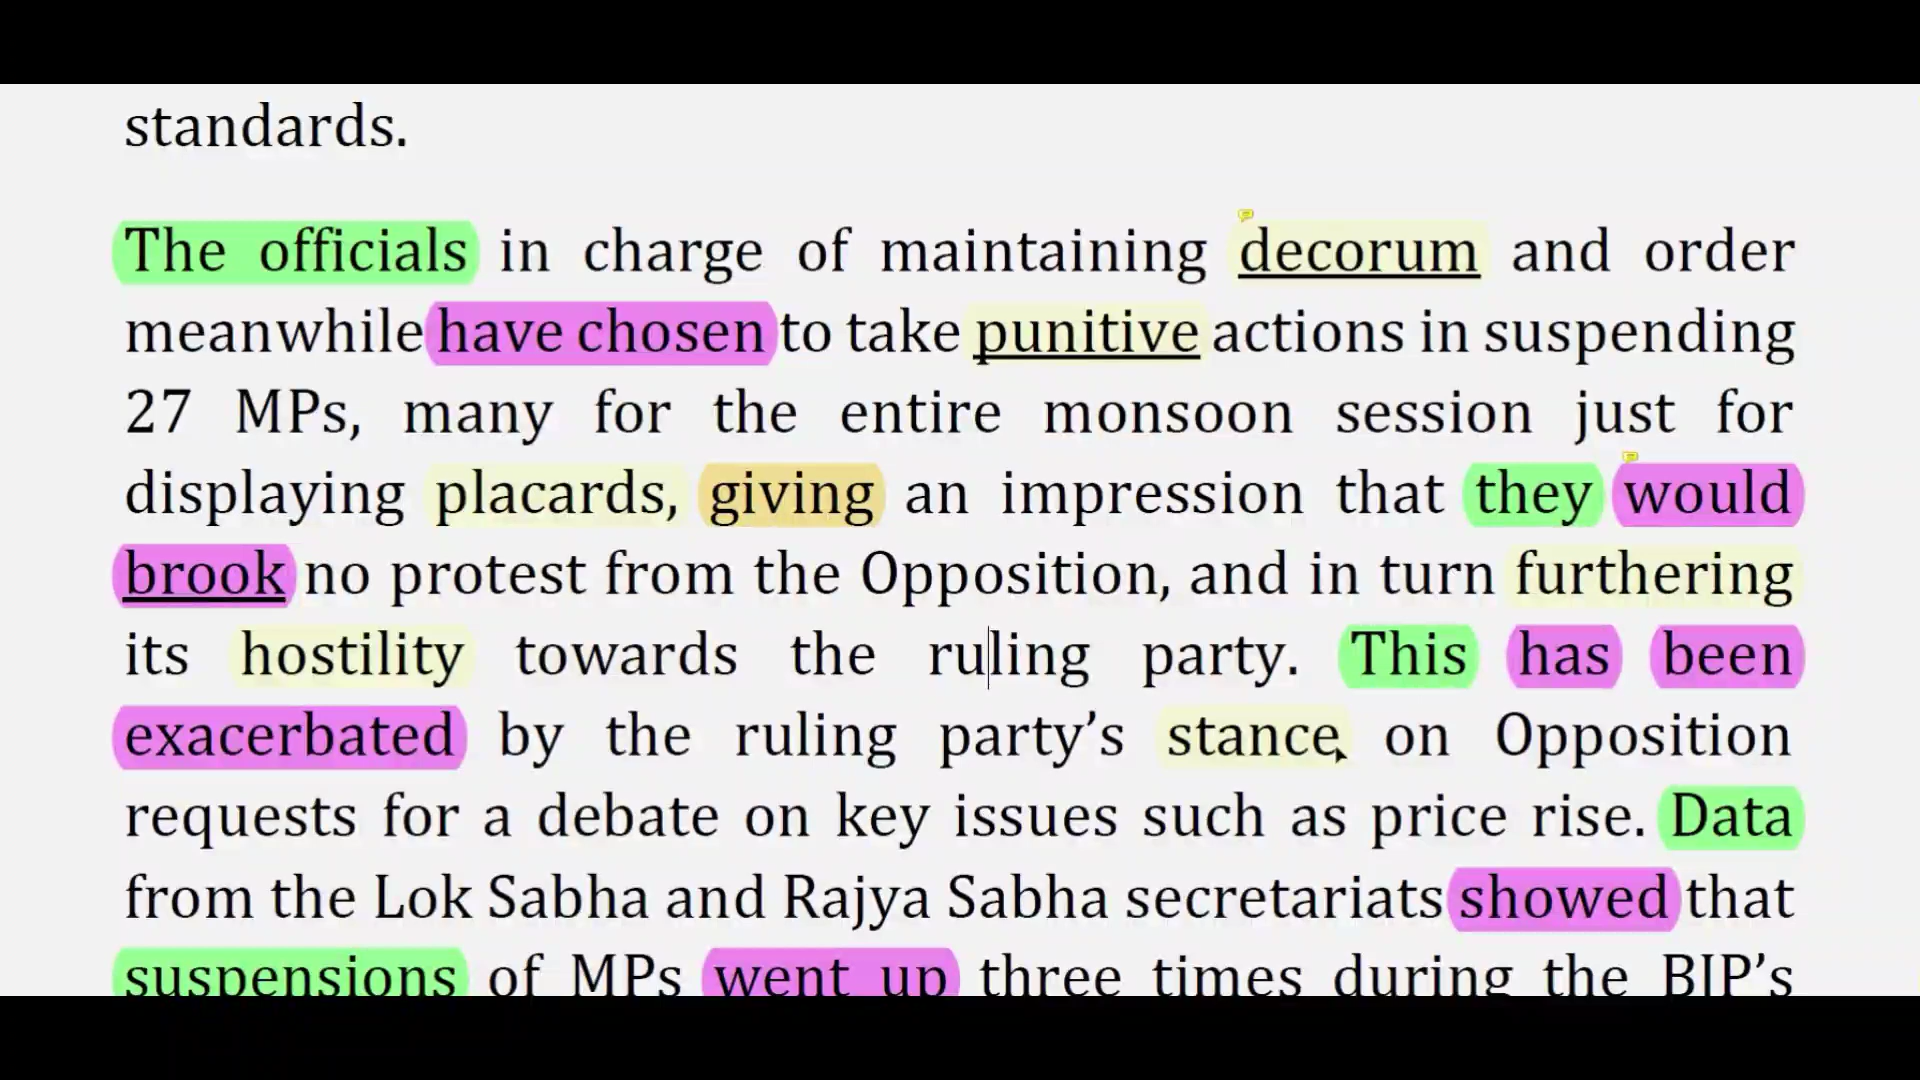 standards.
The officials in charge of maintaining decorum and order
meanwhile have chosen to take punitive actions in suspending
27 MPs, many for the entire monsoon session just for
displaying placards, giving an impression that they would
brook no protest from the Opposition, and in turn furthering
its hostility towards the ruling party. This has been
exacerbated by the ruling party’s stance on Opposition
requests for a debate on key issues such as price rise. Data
from the Lok Sabha and Rajya Sabha secretariats showed that
suspensions of MPs went up three times during the BJP’s